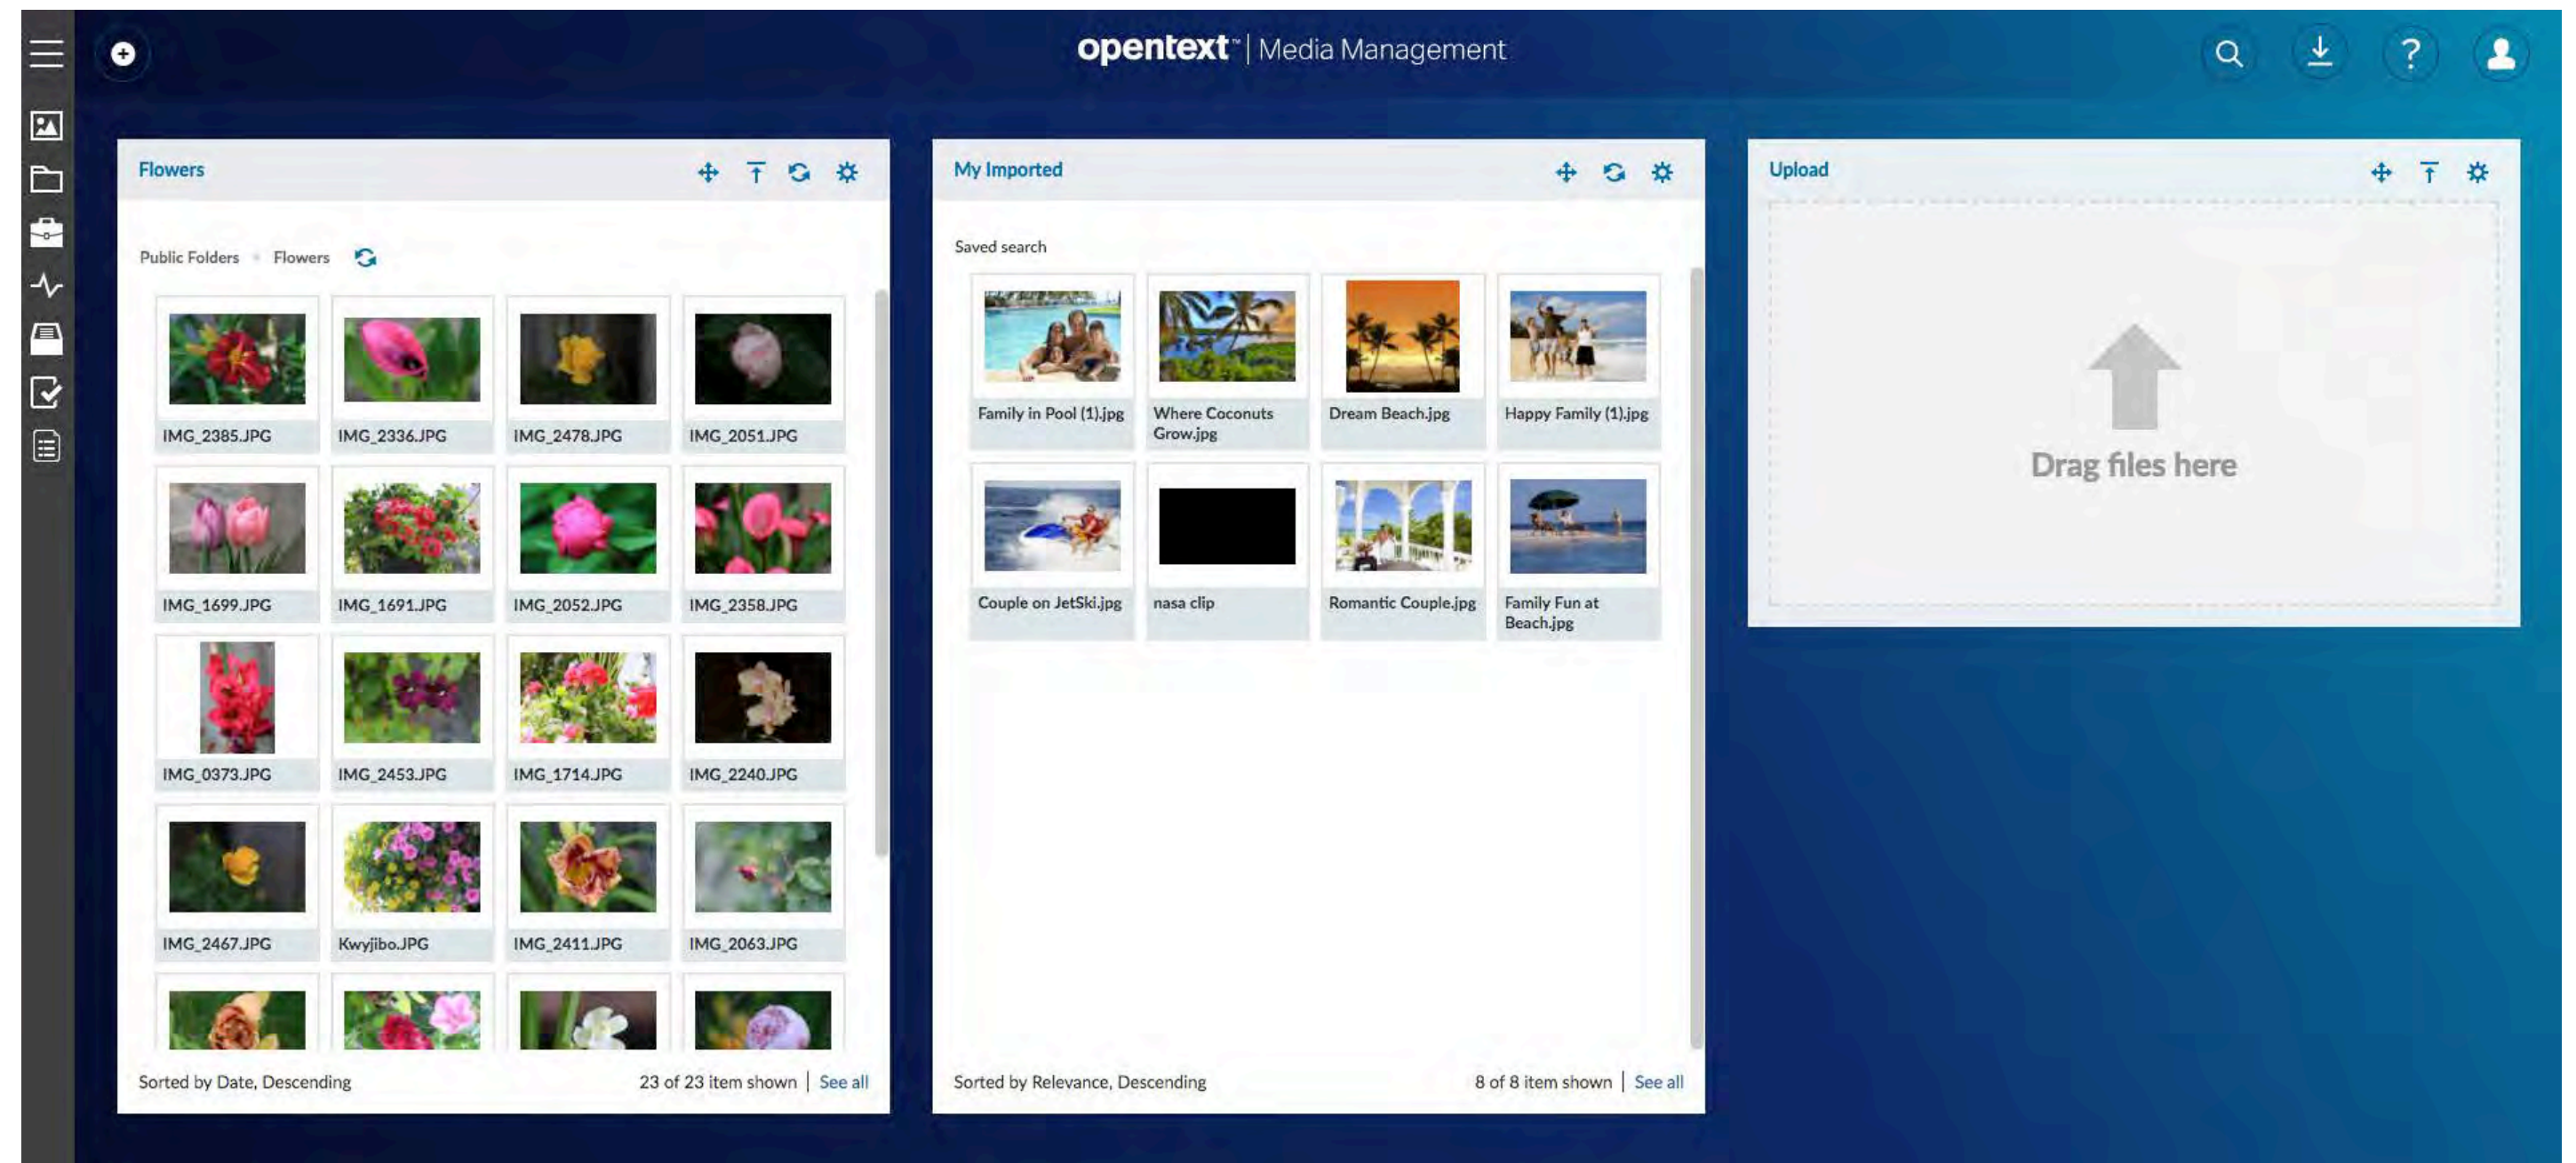 opentext™ | Media Management
Flowers
Public Folders • Flowers
IMG_2385.JPG
IMG_2336.JPG
IMG_2478.JPG
IMG_2051.JPG
IMG_1699.JPG
IMG_1691.JPG
IMG_2052.JPG
IMG_2358.JPG
IMG_0373.JPG
IMG_2453.JPG
IMG_1714.JPG
IMG_2240.JPG
IMG_2467.JPG
Kwyjibo.JPG
IMG_2411.JPG
IMG_2063.JPG
Sorted by Date, Descending
23 of 23 item shown | See all
My Imported
Saved search
Family in Pool (1).jpg
Where Coconuts
Grow.jpg
Dream Beach.jpg
Happy Family (1).jpg
Couple on JetSki.jpg
nasa clip
Romantic Couple.jpg
Family Fun at
Beach.jpg
Sorted by Relevance, Descending
8 of 8 item shown | See all
Upload
Drag files here